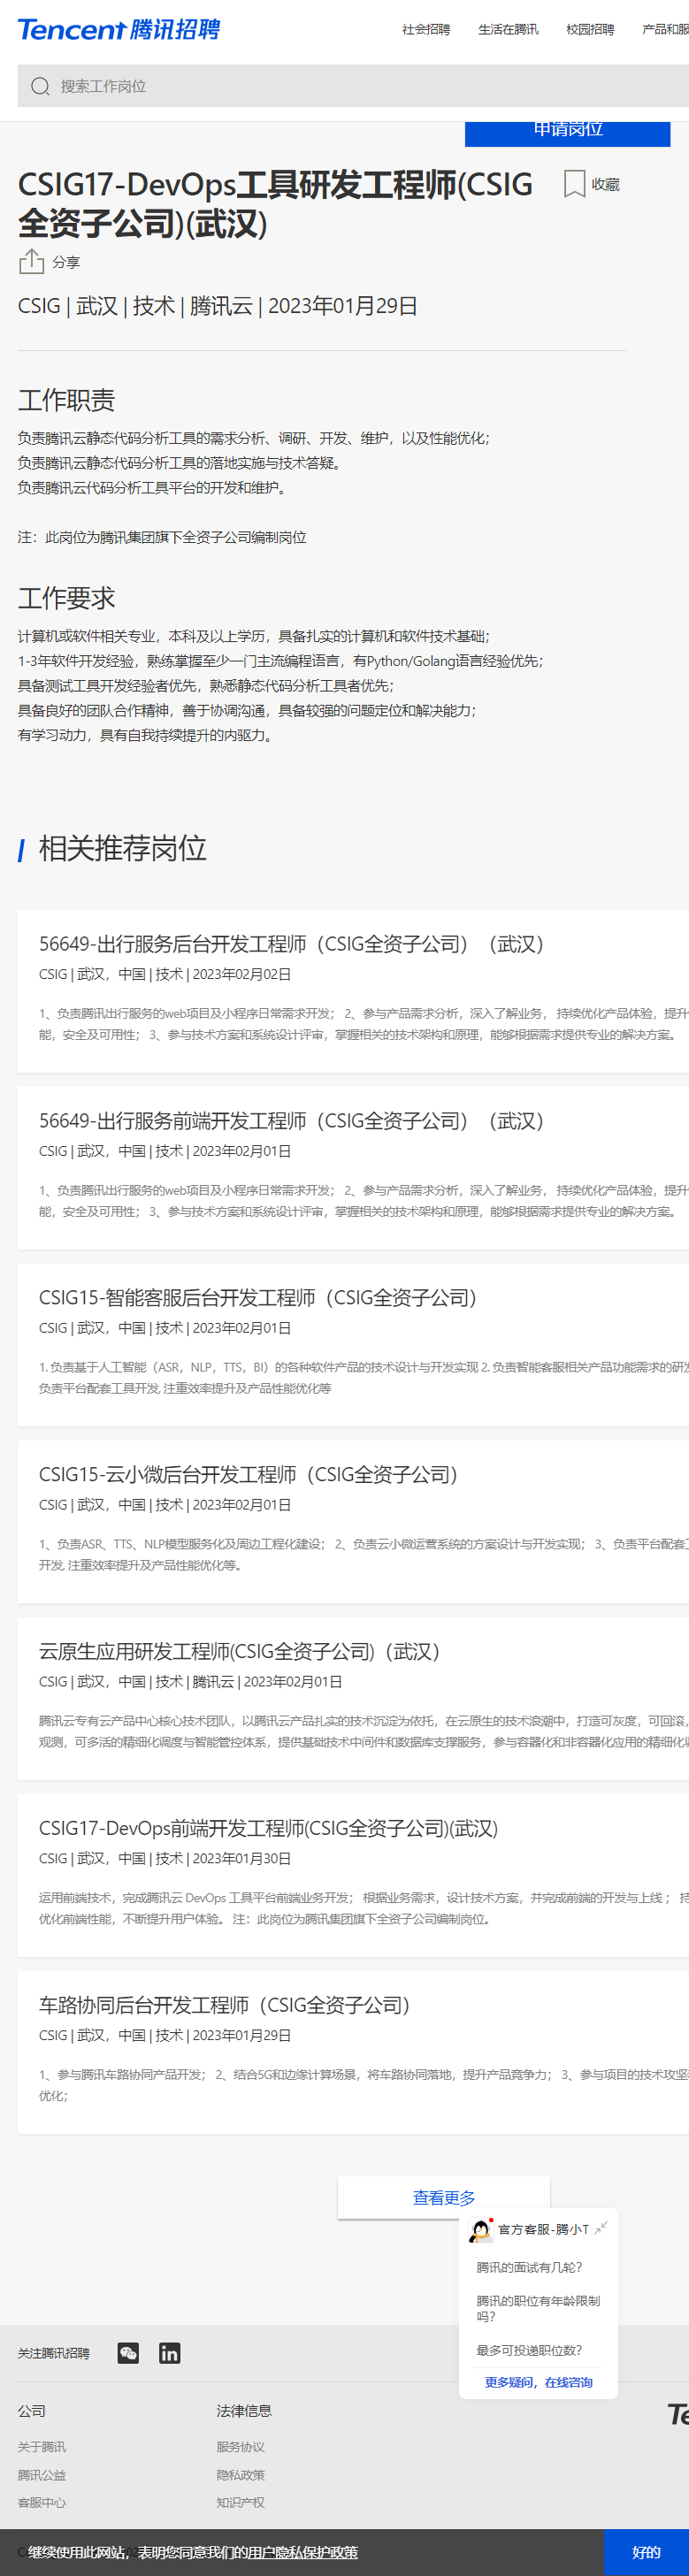 Tencent 腾讯招聘
社会招聘 生活在腾讯 校园招聘 产品和服
搜索工作岗位
申请岗位
CSIG17-DevOps工具研发工程师(CSIG
全资子公司)(武汉)
收藏
分享
CSIG | 武汉 | 技术 | 腾讯云 | 2023年01月29日
工作职责
负责腾讯云静态代码分析工具的需求分析、调研、开发、维护，以及性能优化；
负责腾讯云静态代码分析工具的落地实施与技术答疑。
负责腾讯云代码分析工具平台的开发和维护。
注：此岗位为腾讯集团旗下全资子公司编制岗位
工作要求
计算机或软件相关专业，本科及以上学历，具备扎实的计算机和软件技术基础；
1-3年软件开发经验，熟练掌握至少一门主流编程语言，有Python/Golang语言经验优先；
具备测试工具开发经验者优先，熟悉静态代码分析工具者优先；
具备良好的团队合作精神，善于协调沟通，具备较强的问题定位和解决能力；
有学习动力，具有自我持续提升的内驱力。
相关推荐岗位
56649-出行服务后台开发工程师（CSIG全资子公司）（武汉）
CSIG | 武汉，中国 | 技术 | 2023年02月02日
1、负责腾讯出行服务的web项目及小程序日常需求开发； 2、参与产品需求分析，深入了解业务， 持续优化产品体验，提升
能，安全及可用性； 3、参与技术方案和系统设计评审，掌握相关的技术架构和原理，能够根据需求提供专业的解决方案。
56649-出行服务前端开发工程师（CSIG全资子公司）（武汉）
CSIG | 武汉，中国 | 技术 | 2023年02月01日
1、负责腾讯出行服务的web项目及小程序日常需求开发； 2、参与产品需求分析，深入了解业务， 持续优化产品体验，提升
能，安全及可用性； 3、参与技术方案和系统设计评审，掌握相关的技术架构和原理，能够根据需求提供专业的解决方案。
CSIG15-智能客服后台开发工程师（CSIG全资子公司）
CSIG | 武汉，中国 | 技术 | 2023年02月01日
1. 负责基于人工智能（ASR，NLP，TTS，BI）的各种软件产品的技术设计与开发实现 2. 负责智能客服相关产品功能需求的研发
负责平台配套工具开发, 注重效率提升及产品性能优化等
CSIG15-云小微后台开发工程师（CSIG全资子公司）
CSIG | 武汉，中国 | 技术 | 2023年02月01日
1、负责ASR、TTS、NLP模型服务化及周边工程化建设； 2、负责云小微运营系统的方案设计与开发实现； 3、负责平台配套工
开发, 注重效率提升及产品性能优化等。
云原生应用研发工程师(CSIG全资子公司)（武汉）
CSIG | 武汉，中国 | 技术 | 腾讯云 | 2023年02月01日
腾讯云专有云产品中心核心技术团队，以腾讯云产品扎实的技术沉淀为依托，在云原生的技术浪潮中，打造可灰度，可回滚，
观测，可多活的精细化调度与智能管控体系，提供基础技术中间件和数据库支撑服务，参与容器化和非容器化应用的精细化调
CSIG17-DevOps前端开发工程师(CSIG全资子公司)(武汉)
CSIG | 武汉，中国 | 技术 | 2023年01月30日
运用前端技术，完成腾讯云 DevOps 工具平台前端业务开发； 根据业务需求，设计技术方案，并完成前端的开发与上线 ； 持
优化前端性能，不断提升用户体验。 注：此岗位为腾讯集团旗下全资子公司编制岗位。
车路协同后台开发工程师（CSIG全资子公司）
CSIG | 武汉，中国 | 技术 | 2023年01月29日
1、参与腾讯车路协同产品开发； 2、结合5G和边缘计算场景，将车路协同落地，提升产品竞争力； 3、参与项目的技术攻坚
优化；
查看更多
官方客服-腾小T
腾讯的面试有几轮？
腾讯的职位有年龄限制
吗？
最多可投递职位数？
更多疑问，在线咨询
关注腾讯招聘
公司 法律信息
Te
关于腾讯 服务协议
腾讯公益 隐私政策
客服中心 知识产权
继续使用此网站，表明您同意我们的用户隐私保护政策
好的